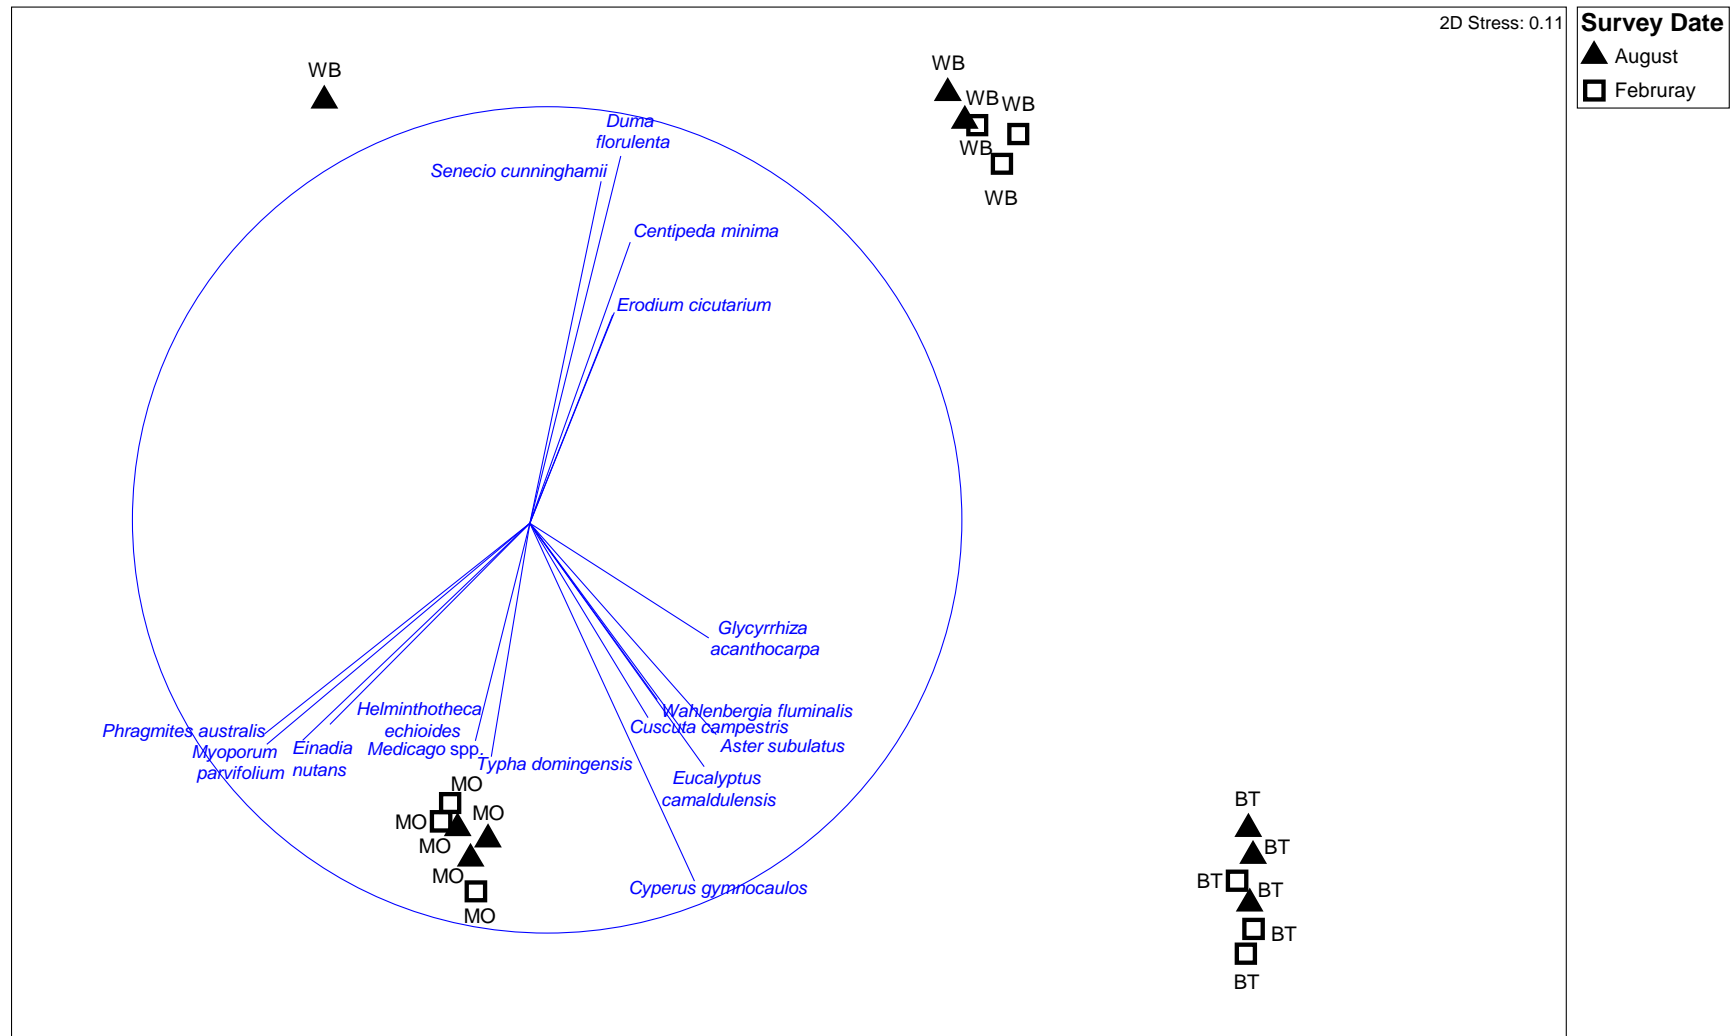 2D Stress: 0.11
Survey Date
August
Februray
WB
WB
WB
WB
WB
WB
Duma
florulenta
Senecio cunninghamii
Centipeda minima
Erodium cicutarium
Glycyrrhiza
acanthocarpa
Wahlenbergia fluminalis
Cuscuta campestris
Aster subulatus
Eucalyptus
camaldulensis
Helminthotheca
echioides
Medicago spp.
Typha domingensis
Phragmites australis
Myoporum
parvifolium
Einadia
nutans
Cyperus gymnocaulos
MO
MO
MO
MO
MO
MO
BT
BT
BT
BT
BT
BT